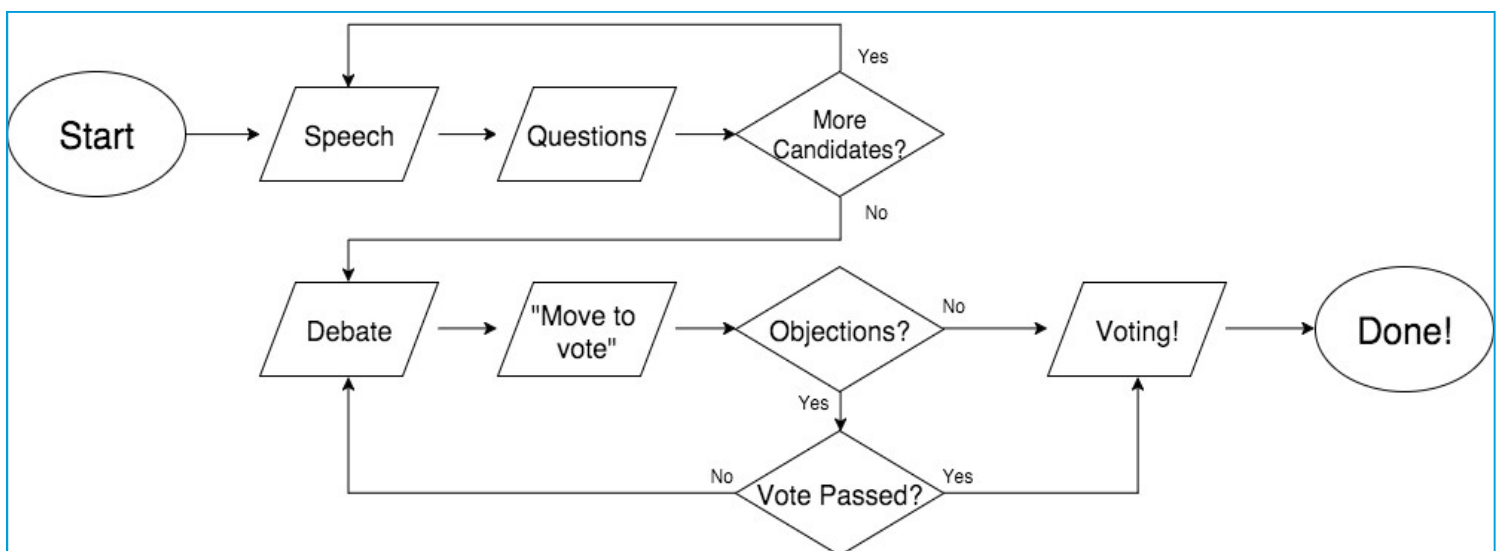 Yes
Start
Speech
Questions
More
Candidates?
No
Debate
"Move to
vote"
Objections?
No
Voting!
Done!
Yes
No
Vote Passed?
Yes